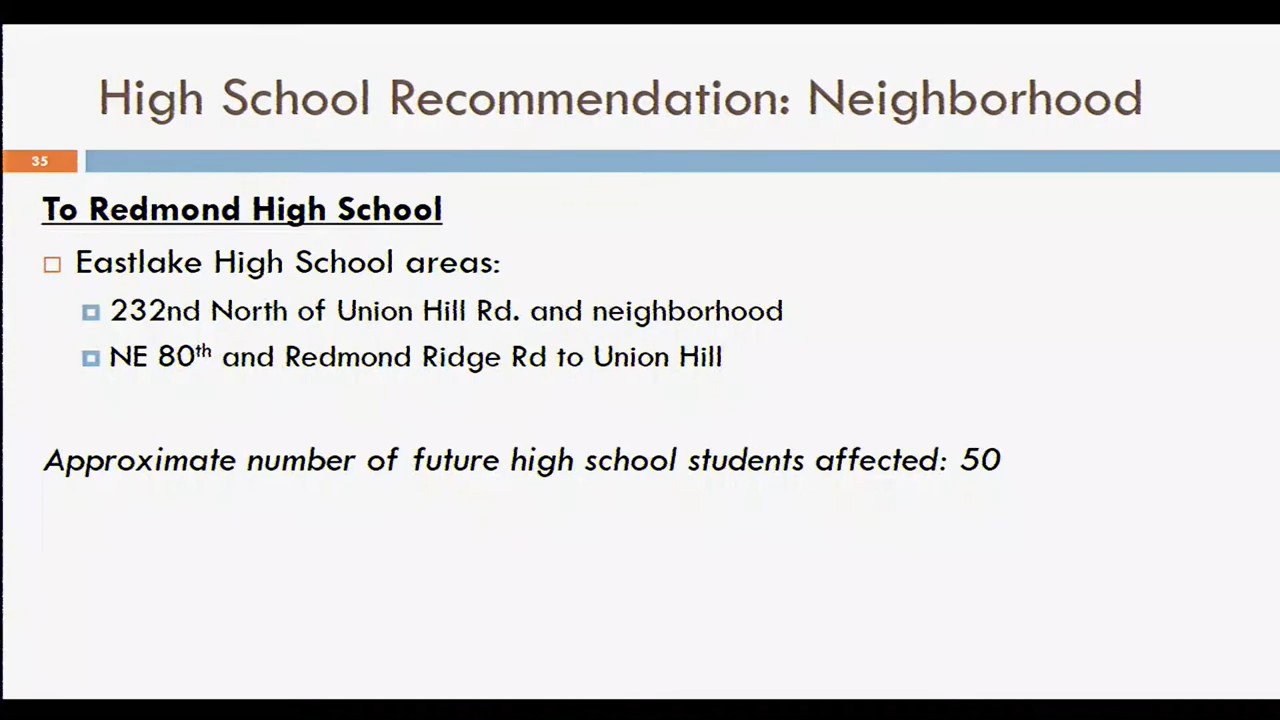 High School Recommendation: Neighborhood
35
To Redmond High School
Eastlake High School areas:
232nd North of Union Hill Rd. and neighborhood
NE 80th and Redmond Ridge Rd to Union Hill
Approximate number of future high school students affected: 50